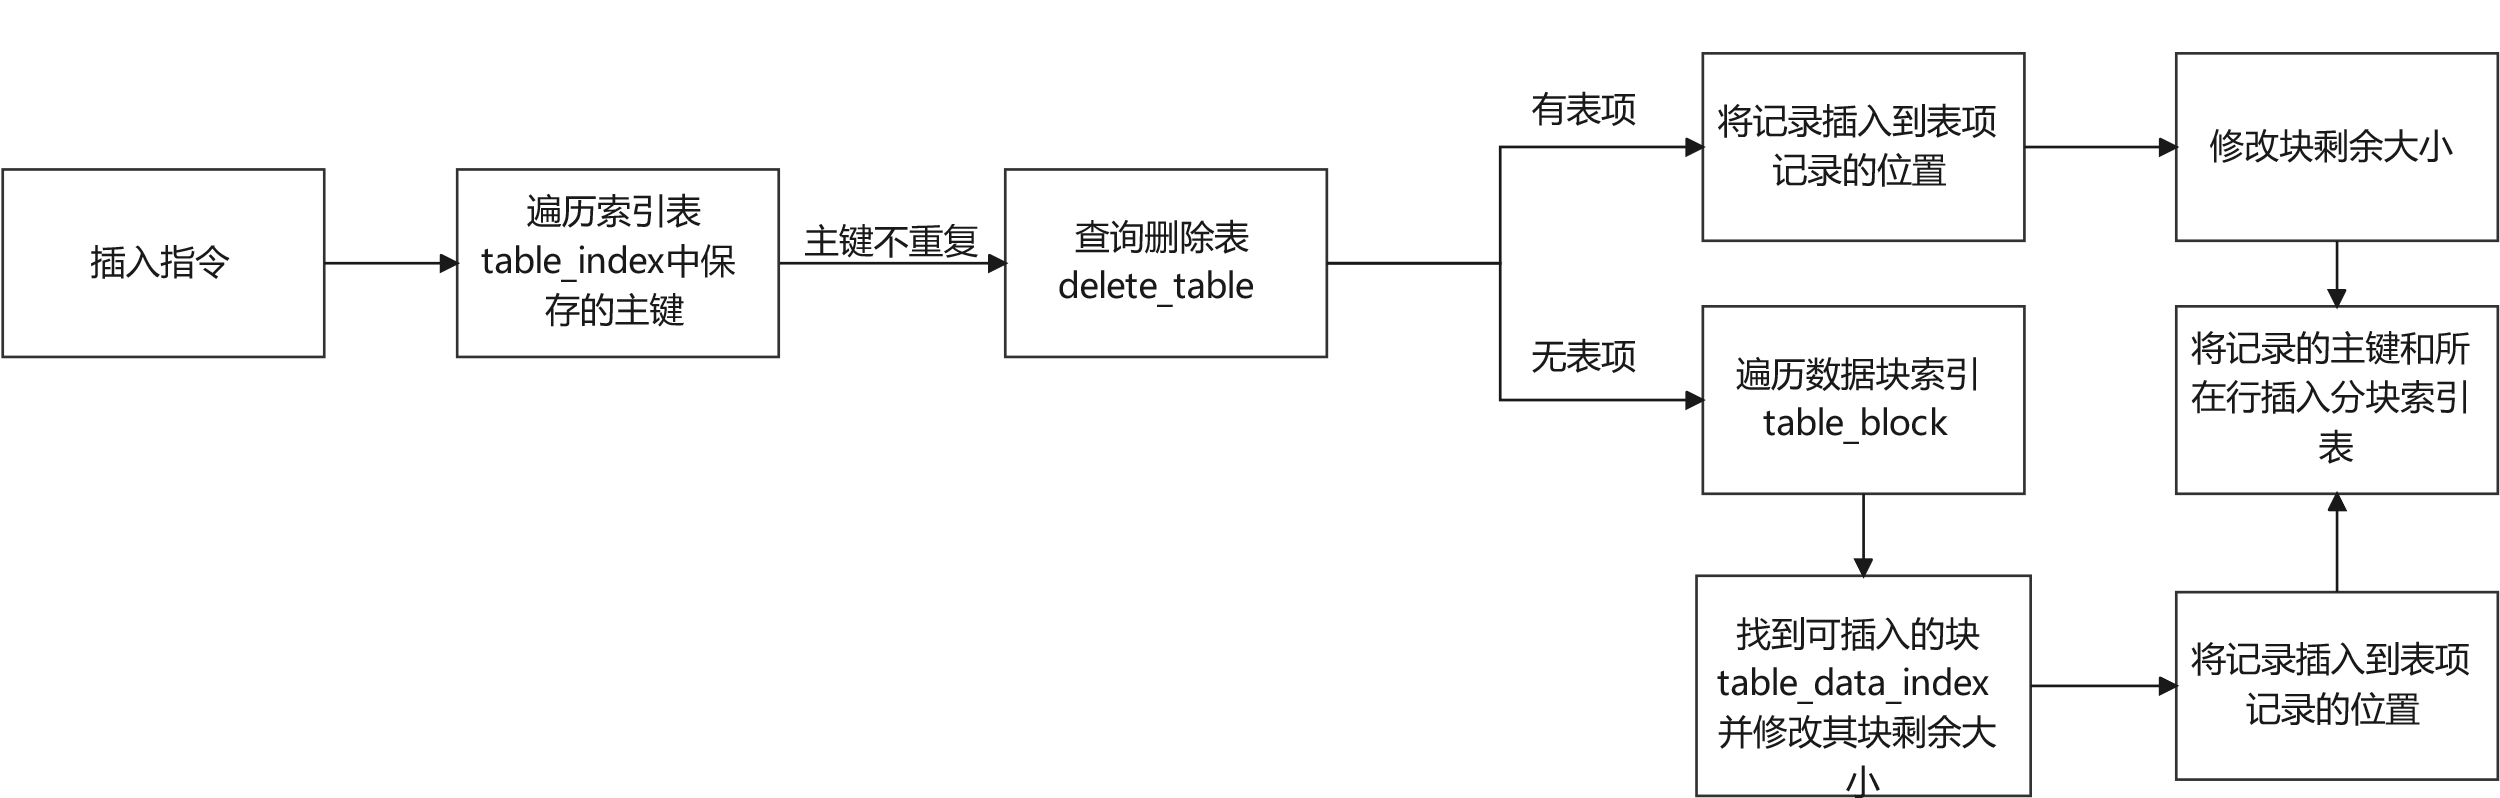 插入指令
遍历索引表
table_index中保
存的主键
主键不重复
查询删除表
delete_table
有表项
将记录插入到表项
记录的位置
修改块剩余大小
无表项
遍历数据块索引
table_block
将记录的主键和所
在行插入分块索引
表
找到可插入的块
table_data_index
并修改其块剩余大
小
将记录插入到表项
记录的位置